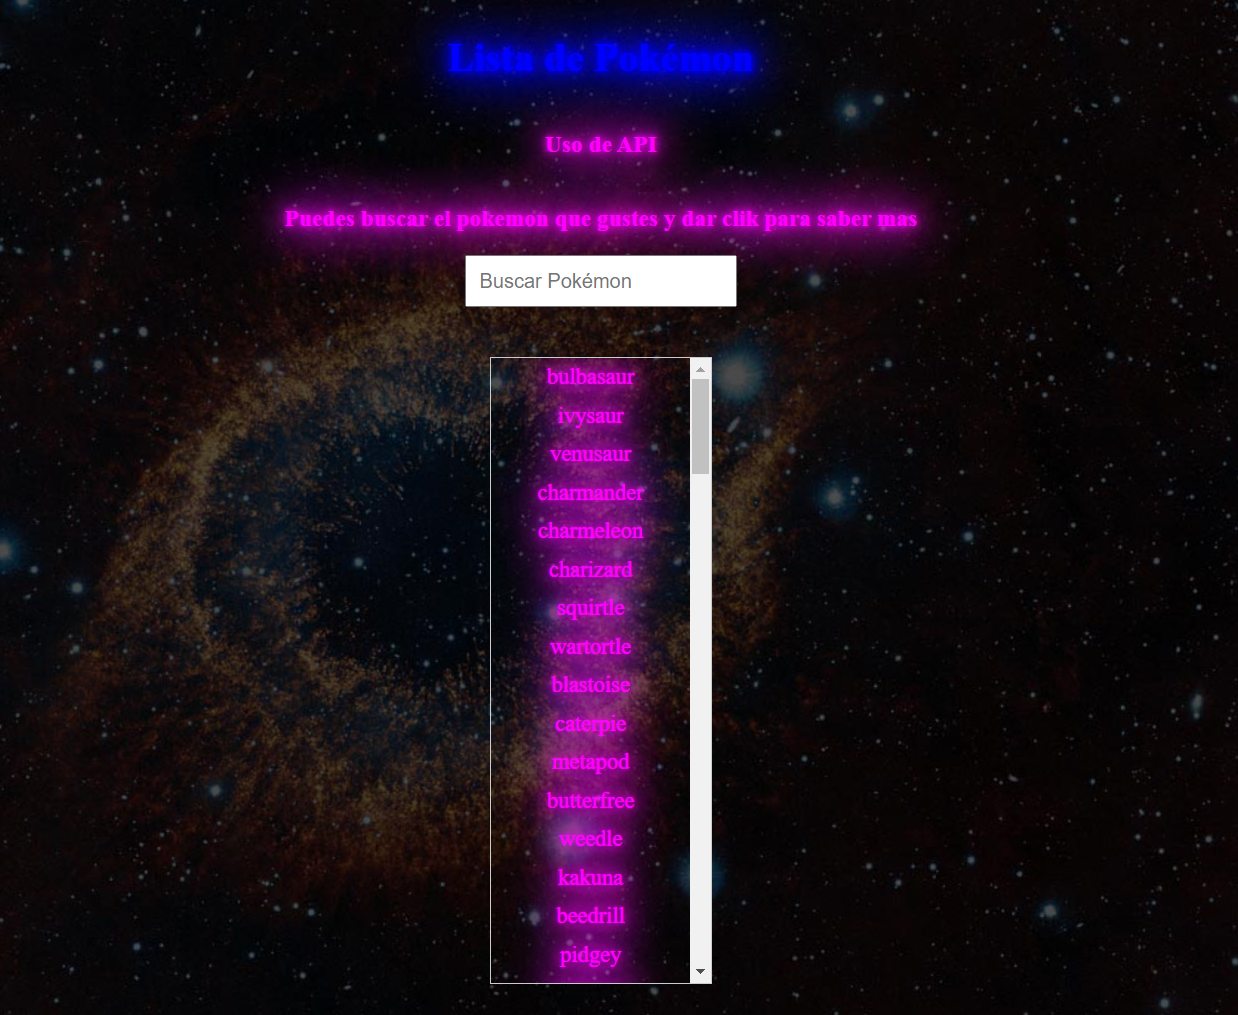 Lista de Pokémon
Uso de API
Puedes buscar el pokemon que gustes y dar clik para saber mas
Buscar Pokémon
bulbasaur
ivysaur
venusaur
charmander
charmeleon
charizard
squirtle
wartortle
blastoise
caterpie
metapod
butterfree
weedle
kakuna
beedrill
pidgey